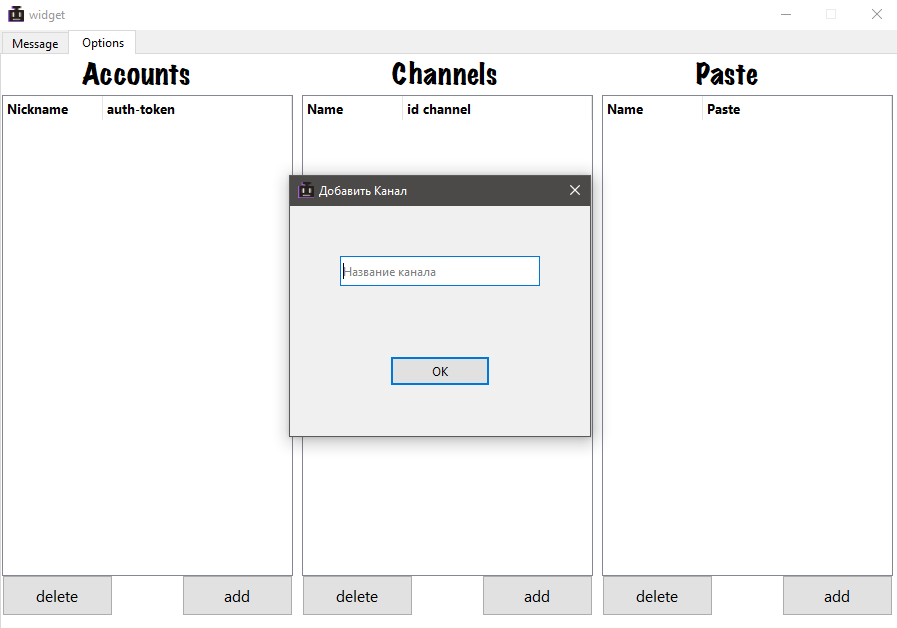 widget
Message Options
Accounts Channels Paste
Nickname auth-token Name id channel Name Paste
Добавить Канал
Название канала
OK
delete add delete add delete add